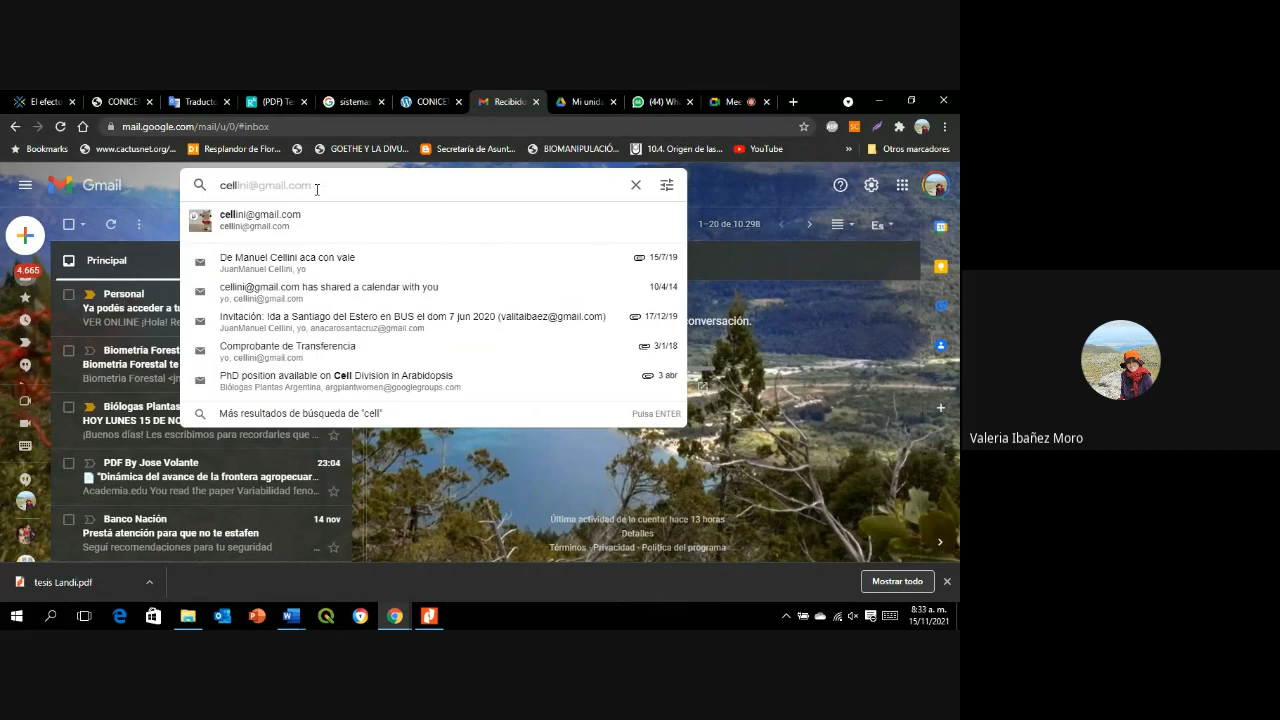 El efecto
CONICE
Traducto
(PDF) Te
sistemas
CONICE
Recibido
Mi unida
(44) Wh
Mee
mail.google.com/mail/u/0/#inbox
Bookmarks
www.cactusnet.org/...
Resplandor de Flor...
GOETHE Y LA DIVU...
Secretaría de Asunt...
BIOMANIPULACIÓ...
10.4. Origen de las...
YouTube
»
Otros marcadores
Gmail
cellini@gmail.com
cellini@gmail.com
cellini@gmail.com
1–20 de 10.298
Es
De Manuel Cellini aca con vale
15/7/19
JuanManuel Cellini, yo
cellini@gmail.com has shared a calendar with you
10/4/14
yo, cellini@gmail.com
Invitación: Ida a Santiago del Estero en BUS el dom 7 jun 2020 (valitaibaez@gmail.com)
17/12/19
JuanManuel Cellini, yo, anacarosantacruz@gmail.com
Comprobante de Transferencia
3/1/18
yo, cellini@gmail.com
PhD position available on Cell Division in Arabidopsis
3 abr
Biólogas Plantas Argentina, argplantwomen@googlegroups.com
Más resultados de búsqueda de "cell"
Pulsa ENTER
4.665
Principal
Personal
Ya podés acceder a tu
VER ONLINE ¡Hola! Re
Biometria Forestal
Biometria Forestal te
Biometria Forestal <jn
Biólogas Plantas
HOY LUNES 15 DE NO
¡Buenos días! Les escribimos para recordarles que ...
PDF By Jose Volante
23:04
"Dinámica del avance de la frontera agropecuar...
Academia.edu You read the paper Variabilidad feno...
Banco Nación
14 nov
Prestá atención para que no te estafen
Seguí recomendaciones para tu seguridad
...
conversación.
Última actividad de la cuenta: hace 13 horas
Detalles
Términos · Privacidad · Política del programa
tesis Landi.pdf
Mostrar todo
8:33 a. m.
15/11/2021
Valeria Ibañez Moro